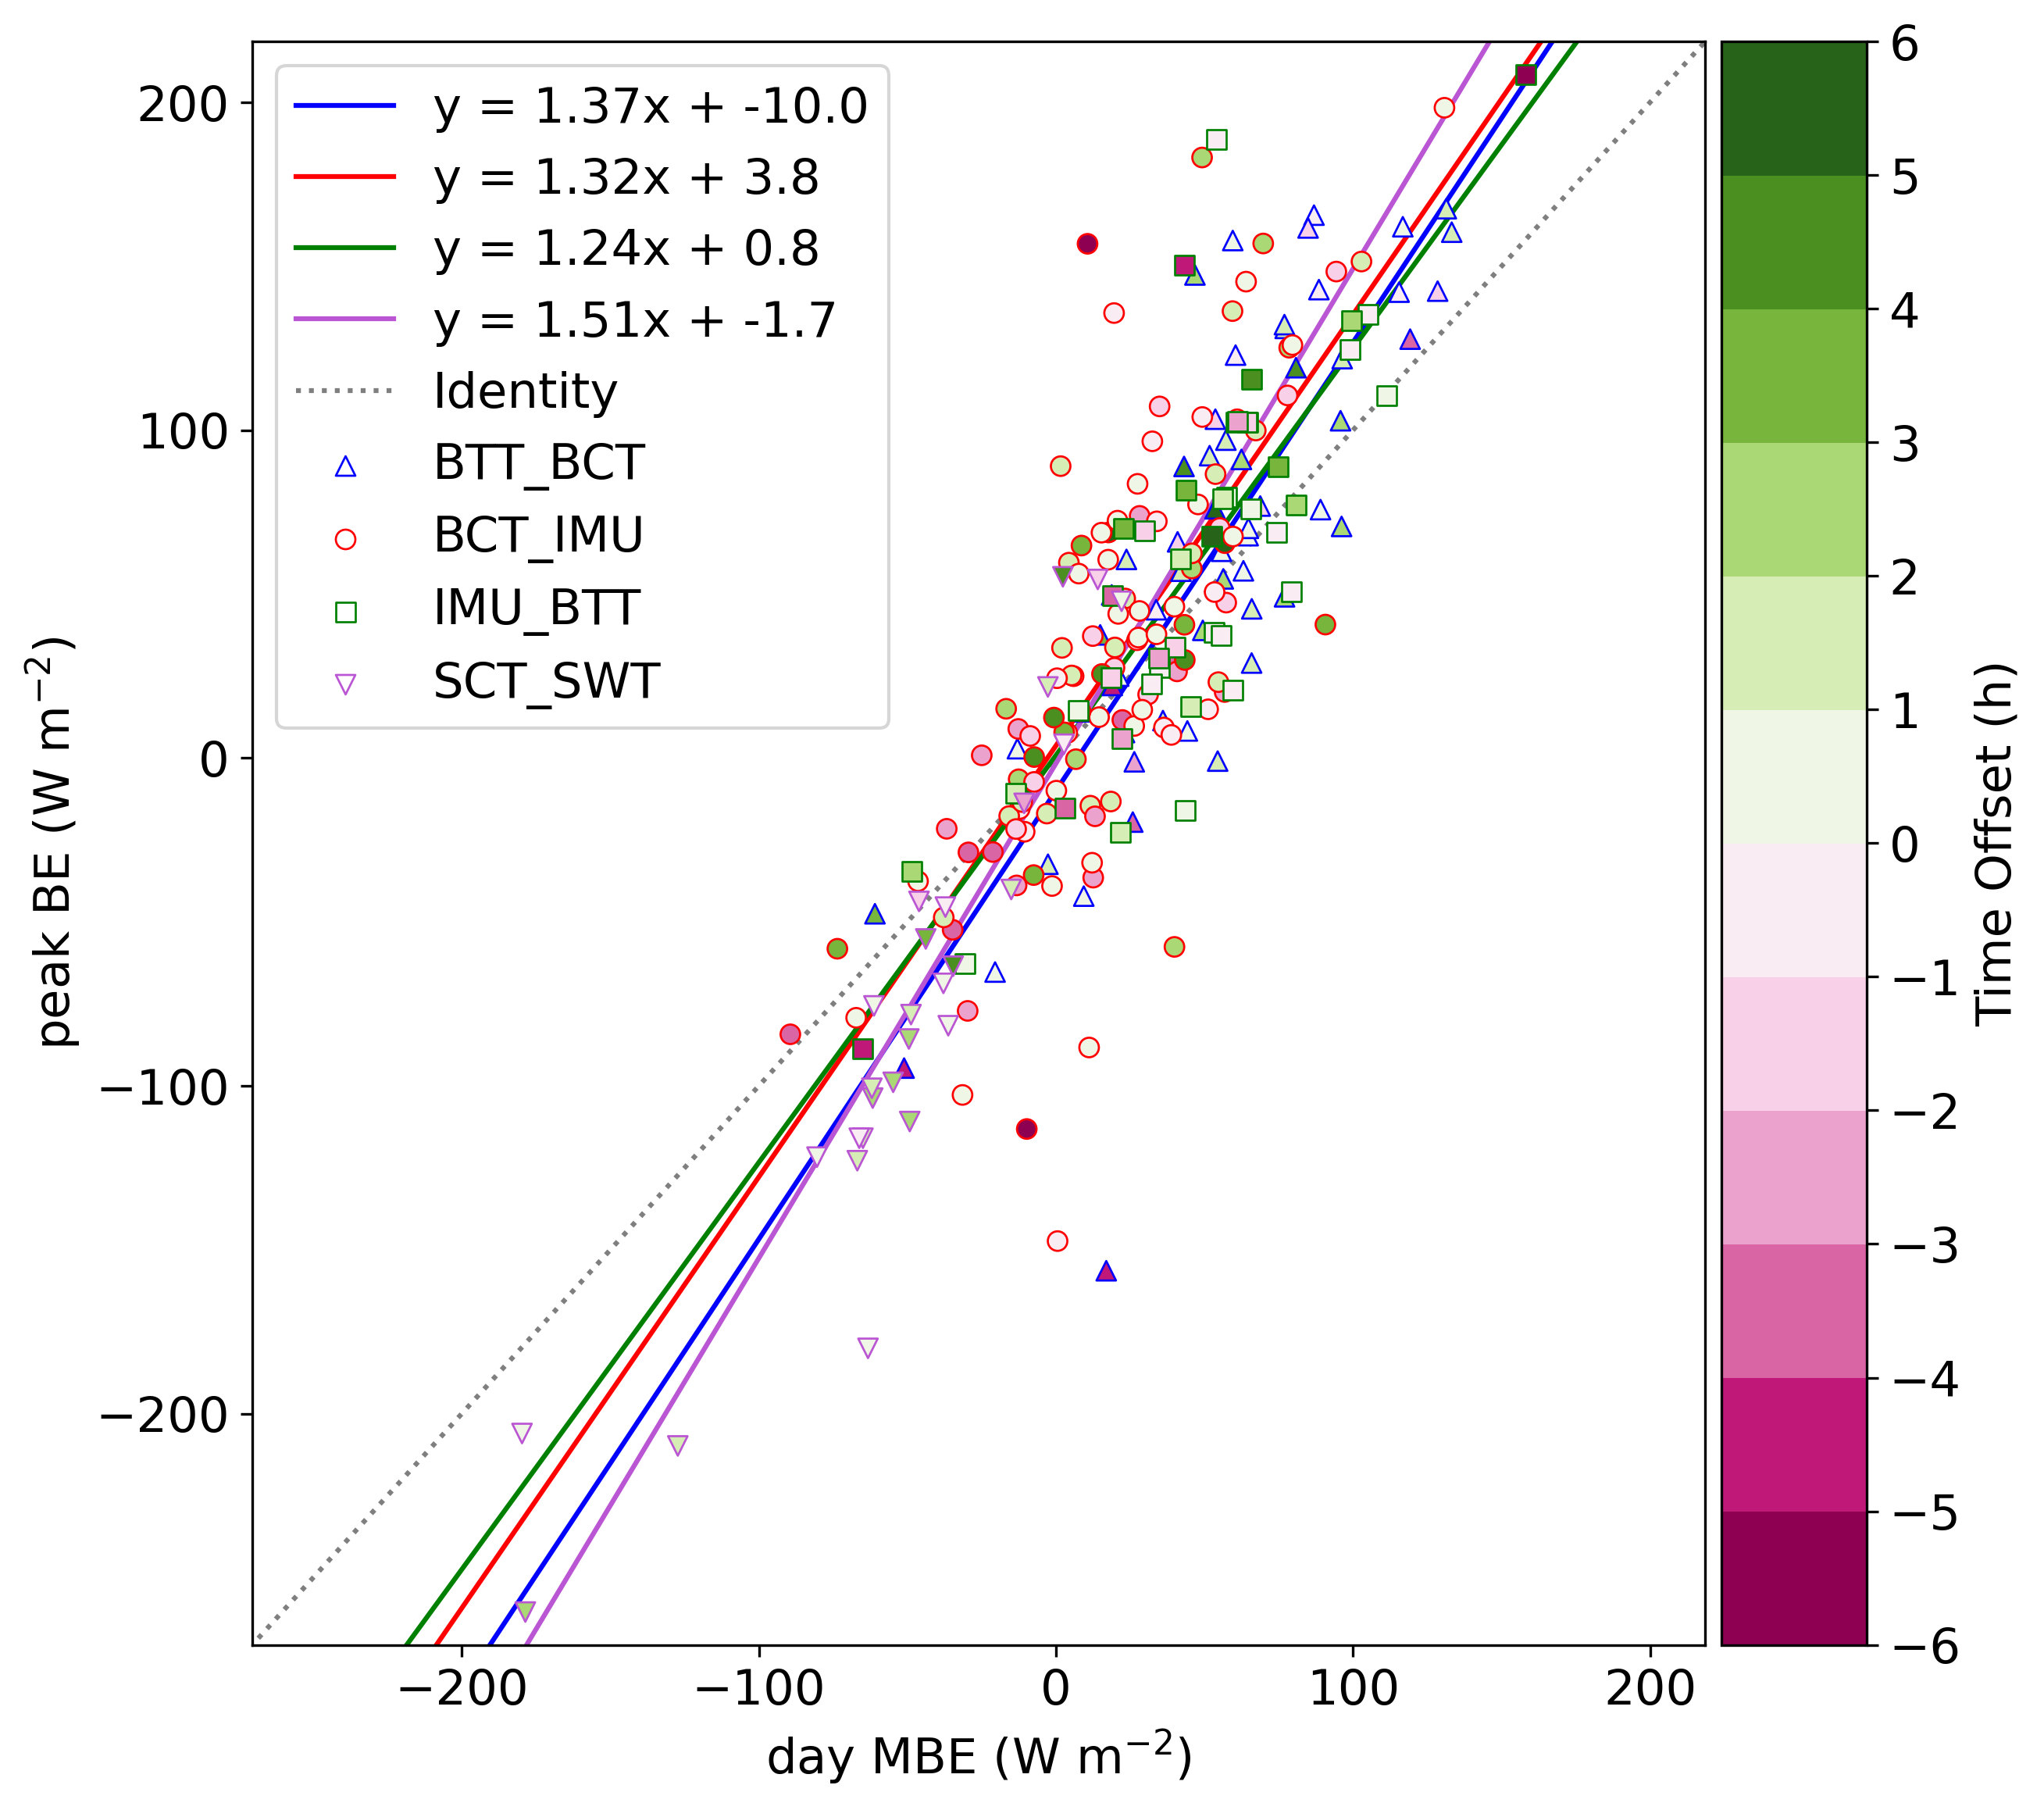 y = 1.37x + -10.0
y = 1.32x + 3.8
y = 1.24x + 0.8
y = 1.51x + -1.7
Identity
BTT_BCT
BCT_IMU
IMU_BTT
SCT_SWT
200
100
0
−100
−200
peak BE (W m⁻²)
−200 −100 0 100 200
day MBE (W m⁻²)
6
5
4
3
2
1
0
−1
−2
−3
−4
−5
−6
Time Offset (h)